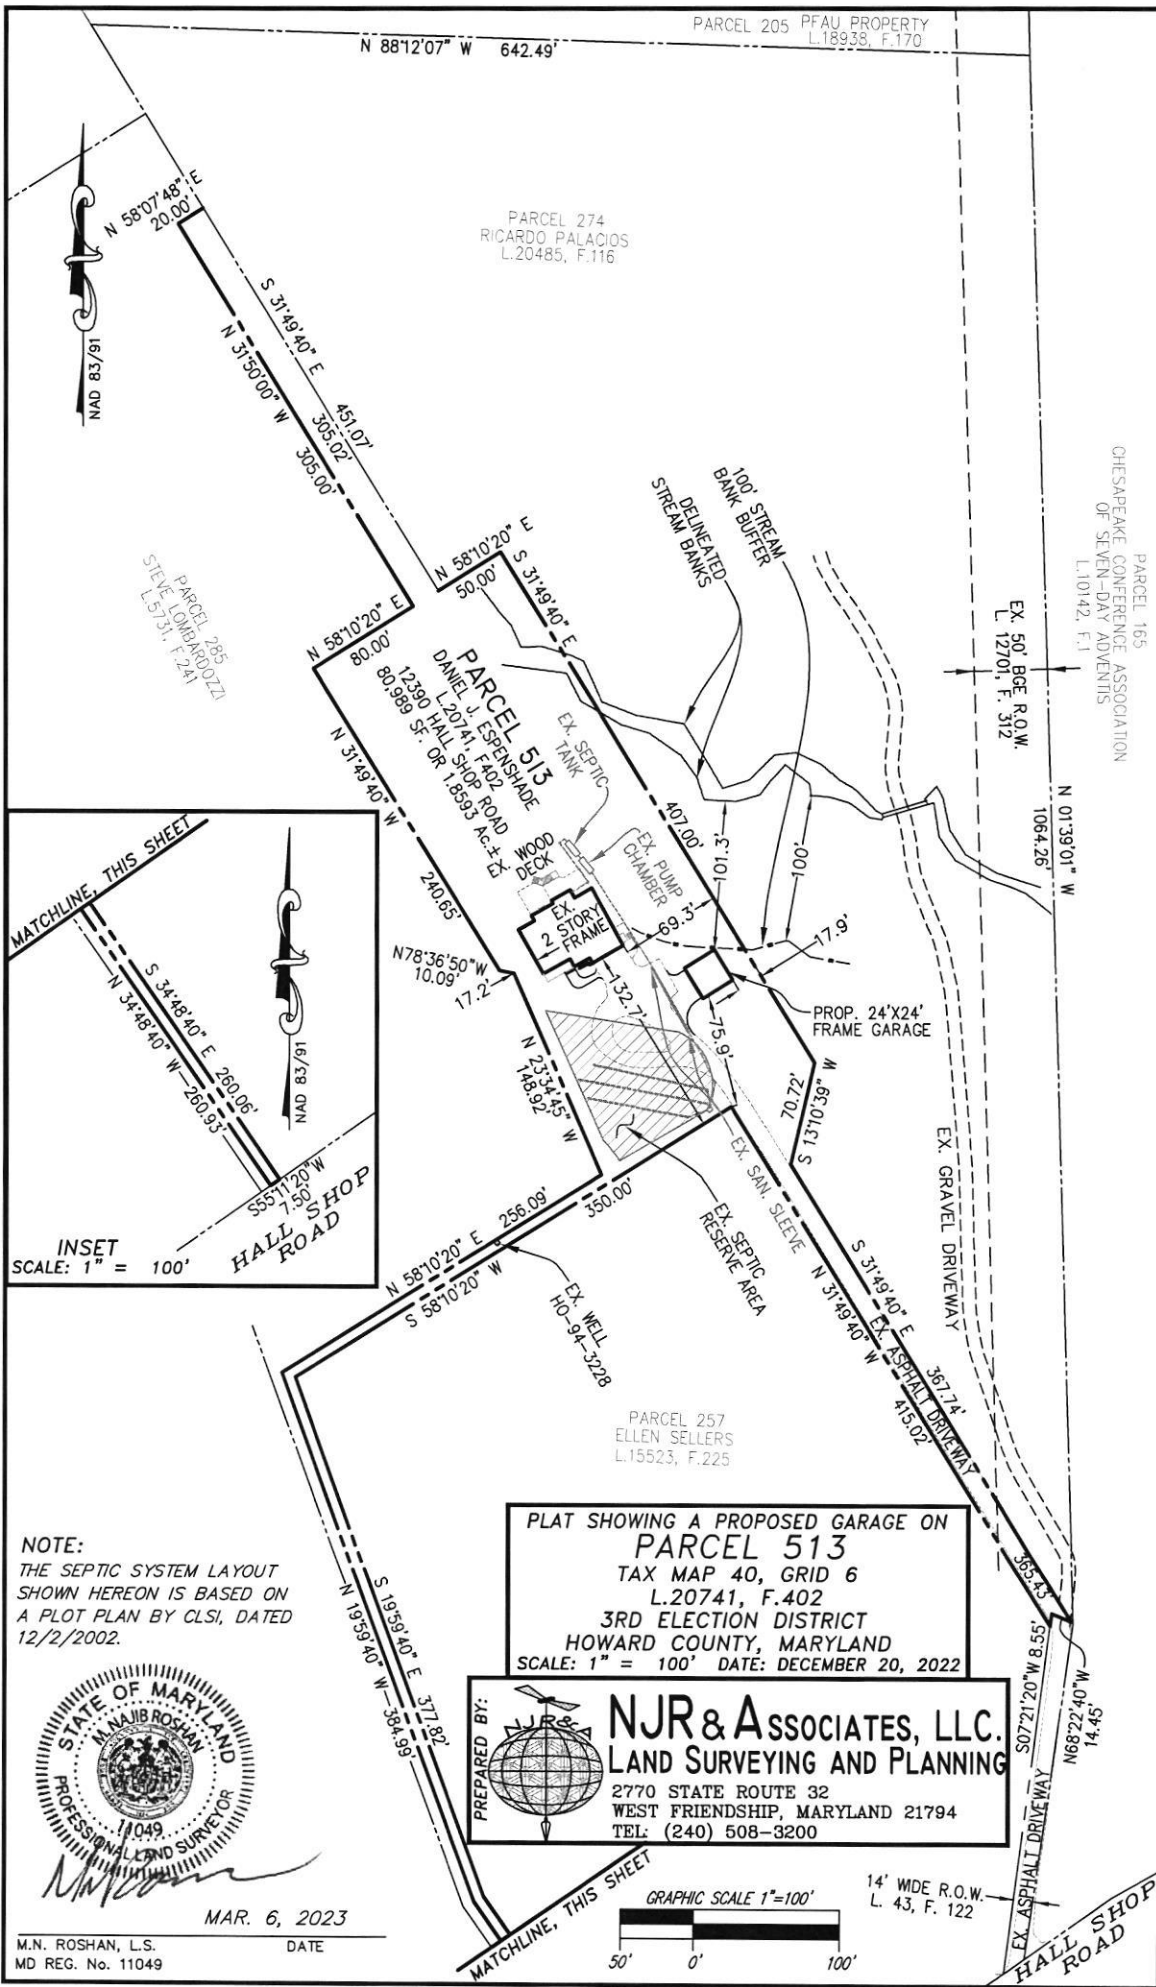 PARCEL 205 PFAU PROPERTY
L.18938, F.170
N 88°12'07" W 642.49'
N 58°07'48" E
20.00'
NAD 83/91
PARCEL 274
RICARDO PALACIOS
L.20485, F.116
S 31°49'40" E 451.07'
305.02'
N 31°50'00" W 305.00'
PARCEL 165
CHESAPEAKE CONFERENCE ASSOCIATION
OF SEVEN-DAY ADVENTIS
L.10142, F.1
100' STREAM
BANK BUFFER
DELINEATED
STREAM BANKS
EX. 50' BGE R.O.W.
L. 12701, F. 312
N 01°39'01" W
1064.26'
PARCEL 285
STEVE LOMBARDOZZI
L.5731, F.241
N 58°10'20" E
50.00'
S 31°49'40" E
407.00'
N 58°10'20" E
80.00'
PARCEL 513
DANIEL J. ESPENSHADE
L.20741, F402
12390 HALL SHOP ROAD
80,989 SF. OR 1.8593 Ac.±
EX. SEPTIC
TANK
EX. PUMP
CHAMBER
EX. WOOD
DECK
EX.
2 STORY
FRAME
N 31°49'40" W
240.65'
N78°36'50"W
10.09'
17.2'
69.3'
101.3'
100'
17.9'
132.7'
75.9'
PROP. 24'X24'
FRAME GARAGE
N 23°34'45" W
148.92'
70.72'
S 13°10'39" W
EX. GRAVEL DRIVEWAY
EX. SAN. SLEEVE
EX. SEPTIC
RESERVE AREA
N 58°10'20" E 256.09'
S 58°10'20" W 350.00'
EX. WELL
HO-94-3228
S 31°49'40" E 367.74'
EX. ASPHALT DRIVEWAY
N 31°49'40" W 415.02'
365.43'
MATCHLINE, THIS SHEET
S 34°48'40" E 260.06'
N 34°48'40" W 260.93'
NAD 83/91
S55°11'20"W
7.50'
HALL SHOP
ROAD
INSET
SCALE: 1" = 100'
PARCEL 257
ELLEN SELLERS
L.15523, F.225
S 19°59'40" E 377.82'
N 19°59'40" W 384.99'
NOTE:
THE SEPTIC SYSTEM LAYOUT
SHOWN HEREON IS BASED ON
A PLOT PLAN BY CLSI, DATED
12/2/2002.
STATE OF MARYLAND
M.NAJIB ROSHAN
11049
PROFESSIONAL LAND SURVEYOR
MAR. 6, 2023
M.N. ROSHAN, L.S. DATE
MD REG. No. 11049
PLAT SHOWING A PROPOSED GARAGE ON
PARCEL 513
TAX MAP 40, GRID 6
L.20741, F.402
3RD ELECTION DISTRICT
HOWARD COUNTY, MARYLAND
SCALE: 1" = 100' DATE: DECEMBER 20, 2022
PREPARED BY:
NJR&A
NJR & ASSOCIATES, LLC.
LAND SURVEYING AND PLANNING
2770 STATE ROUTE 32
WEST FRIENDSHIP, MARYLAND 21794
TEL: (240) 508-3200
S07°21'20"W 8.55'
N68°22'40"W
14.45'
EX. ASPHALT DRIVEWAY
14' WIDE R.O.W.
L. 43, F. 122
HALL SHOP
ROAD
MATCHLINE, THIS SHEET
GRAPHIC SCALE 1"=100'
50' 0' 100'